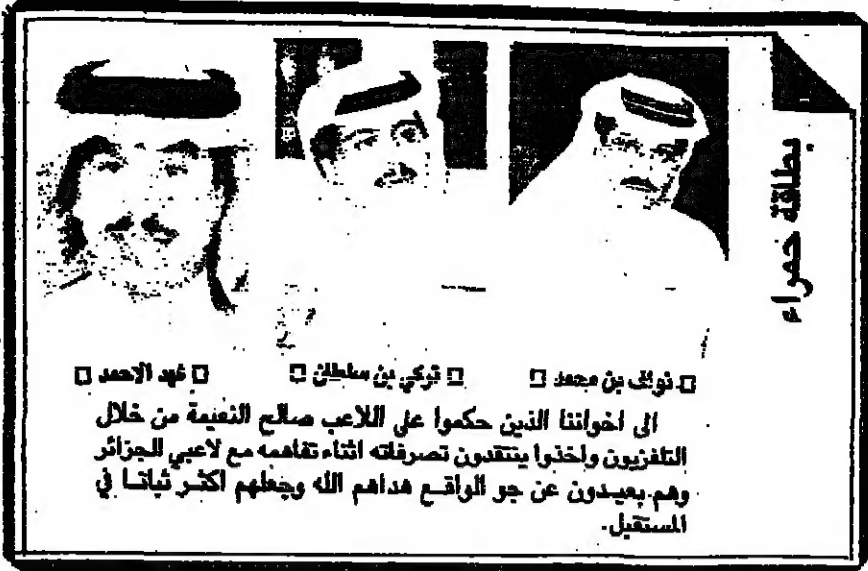 بطاقة حمراء
□ نواف بن محمد □ □ تركي بن سلطان □ □ فهد الاحمد □
الى اخواننا الذين حكموا على اللاعب صالح النعيمة من خلال
التلفزيون واخذوا ينتقدون تصرفاته اثناء تفاهمه مع لاعبي الجزائر
وهم بعيدون عن جو الواقع هداهم الله وجعلهم اكثر ثباتا في
المستقبل.